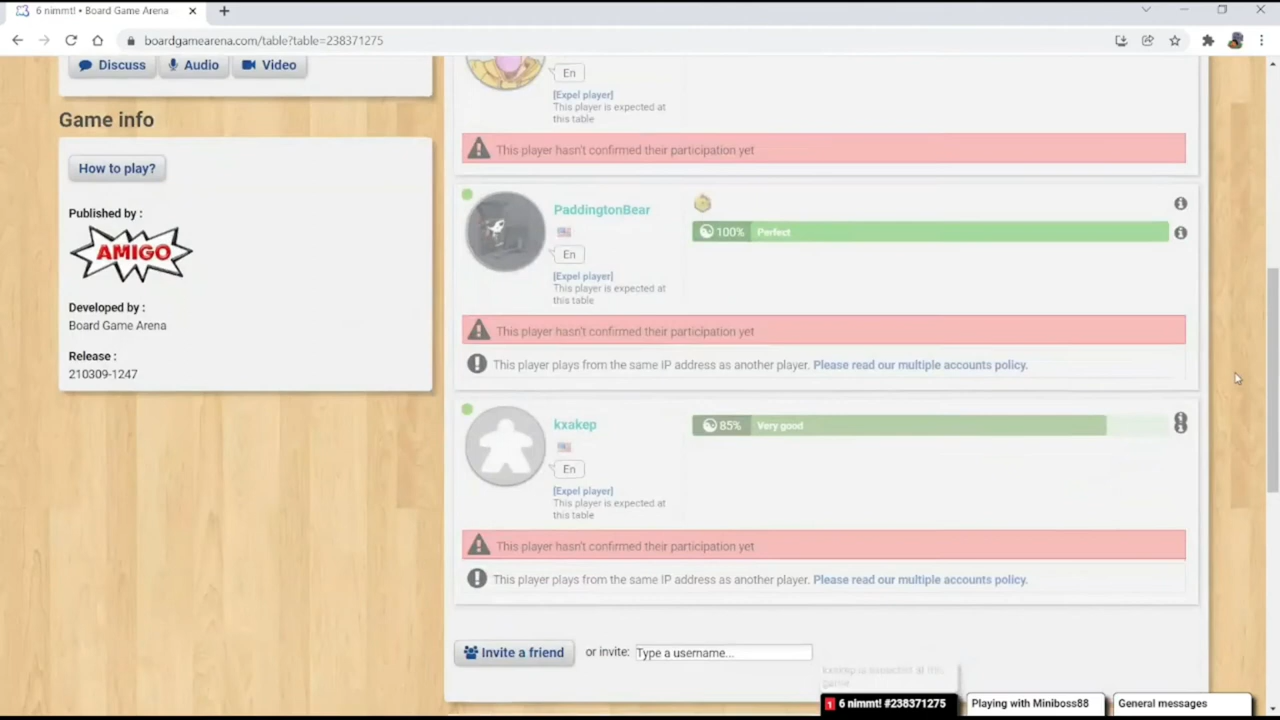 6 nimmt! • Board Game Arena
boardgamearena.com/table?table=238371275
Discuss
Audio
Video
Game info
How to play?
Published by :
AMIGO
Developed by :
Board Game Arena
Release :
210309-1247
En
[Expel player]
This player is expected at
this table
This player hasn't confirmed their participation yet
PaddingtonBear
100% Perfect
En
[Expel player]
This player is expected at
this table
This player hasn't confirmed their participation yet
This player plays from the same IP address as another player. Please read our multiple accounts policy.
kxakep
85% Very good
En
[Expel player]
This player is expected at
this table
This player hasn't confirmed their participation yet
This player plays from the same IP address as another player. Please read our multiple accounts policy.
Invite a friend
or invite:
Type a username...
kxakep is expected at this
game
1 6 nimmt! #238371275
Playing with Miniboss88
General messages